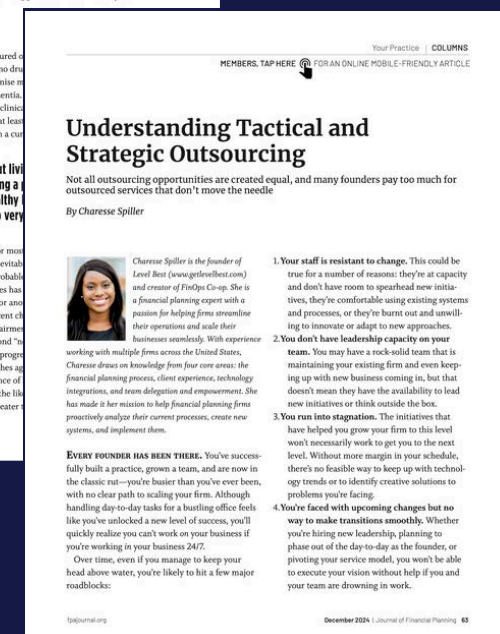 Your Practice | COLUMNS
MEMBERS, TAP HERE FOR AN ONLINE MOBILE-FRIENDLY ARTICLE
Understanding Tactical and
Strategic Outsourcing
Not all outsourcing opportunities are created equal, and many founders pay too much for
outsourced services that don't move the needle
By Charesse Spiller
Charesse Spiller is the founder of
Level Best (www.getlevelbest.com)
and creator of FinOps Co-op. She is
a financial planning expert with a
passion for helping firms streamline
their operations and scale their
businesses seamlessly. With experience
working with multiple firms across the United States,
Charesse draws on knowledge from four core areas: the
financial planning process, client experience, technology
integrations, and team delegation and empowerment. She
has made it her mission to help financial planning firms
proactively analyze their current processes, create new
systems, and implement them.
EVERY FOUNDER HAS BEEN THERE. You've success-
fully built a practice, grown a team, and are now in
the classic rut—you're busier than you've ever been,
with no clear path to scaling your firm. Although
handling day-to-day tasks for a bustling office feels
like you've unlocked a new level of success, you'll
quickly realize you can't work on your business if
you're working in your business 24/7.
Over time, even if you manage to keep your
head above water, you're likely to hit a few major
roadblocks:
1. Your staff is resistant to change. This could be
true for a number of reasons: they're at capacity
and don't have room to spearhead new initia-
tives, they're comfortable using existing systems
and processes, or they're burnt out and unwill-
ing to innovate or adapt to new approaches.
2. You don't have leadership capacity on your
team. You may have a rock-solid team that is
maintaining your existing firm and even keep-
ing up with new business coming in, but that
doesn't mean they have the availability to lead
new initiatives or think outside the box.
3. You run into stagnation. The initiatives that
have helped you grow your firm to this level
won't necessarily work to get you to the next
level. Without more margin in your schedule,
there's no feasible way to keep up with technol-
ogy trends or to identify creative solutions to
problems you're facing.
4. You're faced with upcoming changes but no
way to make transitions smoothly. Whether
you're hiring new leadership, planning to
phase out of the day-to-day as the founder, or
pivoting your service model, you won't be able
to execute your vision without help if you and
your team are drowning in work.
fpajournal.org
December 2024 | Journal of Financial Planning 63